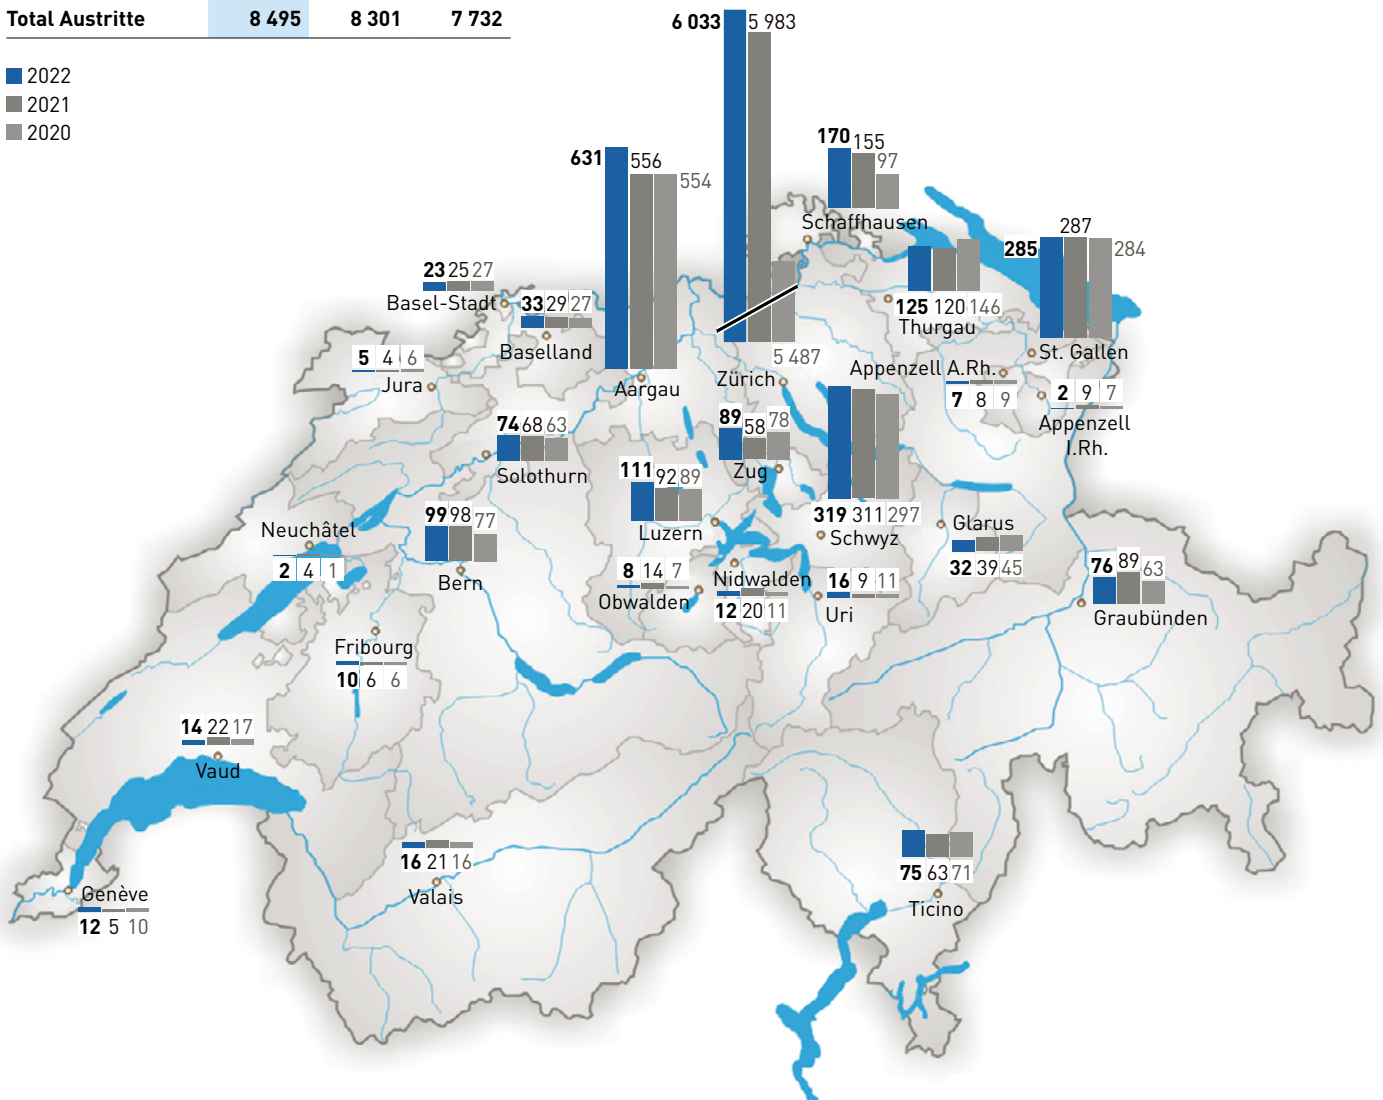 Total Austritte 8 495 8 301 7 732
2022
2021
2020
6 033 5 983
5 487
Zürich
170 155 97
Schaffhausen
631 556 554
Aargau
287
285 284
St. Gallen
125 120 146
Thurgau
23 25 27
Basel-Stadt
33 29 27
Baselland
5 4 6
Jura
Appenzell A.Rh.
7 8 9
2 9 7
Appenzell
I.Rh.
74 68 63
Solothurn
89 58 78
Zug
111 92 89
Luzern
319 311 297
Schwyz
Glarus
32 39 45
99 98 77
Bern
Neuchâtel
2 4 1
8 14 7
Obwalden
Nidwalden
12 20 11
16 9 11
Uri
76 89 63
Graubünden
Fribourg
10 6 6
14 22 17
Vaud
16 21 16
Valais
75 63 71
Ticino
Genève
12 5 10